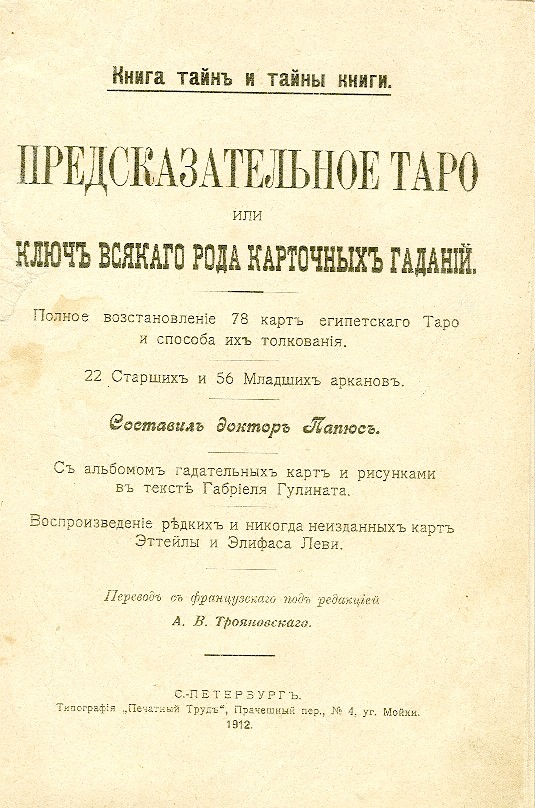 Книга тайнъ и тайны книги.
ПРЕДСКАЗАТЕЛЬНОЕ ТАРО
ИЛИ
КЛЮЧЪ ВСЯКАГО РОДА КАРТОЧНЫХЪ ГАДАНІЙ.
Полное возстановленіе 78 картъ египетскаго Таро
и способа ихъ толкованія.
22 Старшихъ и 56 Младшихъ аркановъ.
Составилъ докторъ Папюсъ.
Съ альбомомъ гадательныхъ картъ и рисунками
въ текстѣ Габріеля Гулината.
Воспроизведеніе рѣдкихъ и никогда неизданныхъ картъ
Эттейлы и Элифаса Леви.
Переводъ съ французскаго подъ редакціей
А. В. Трояновскаго.
С.-ПЕТЕРБУРГЪ.
Типографія „Печатный Трудъ“, Прачешный пер., № 4, уг. Мойки.
1912.